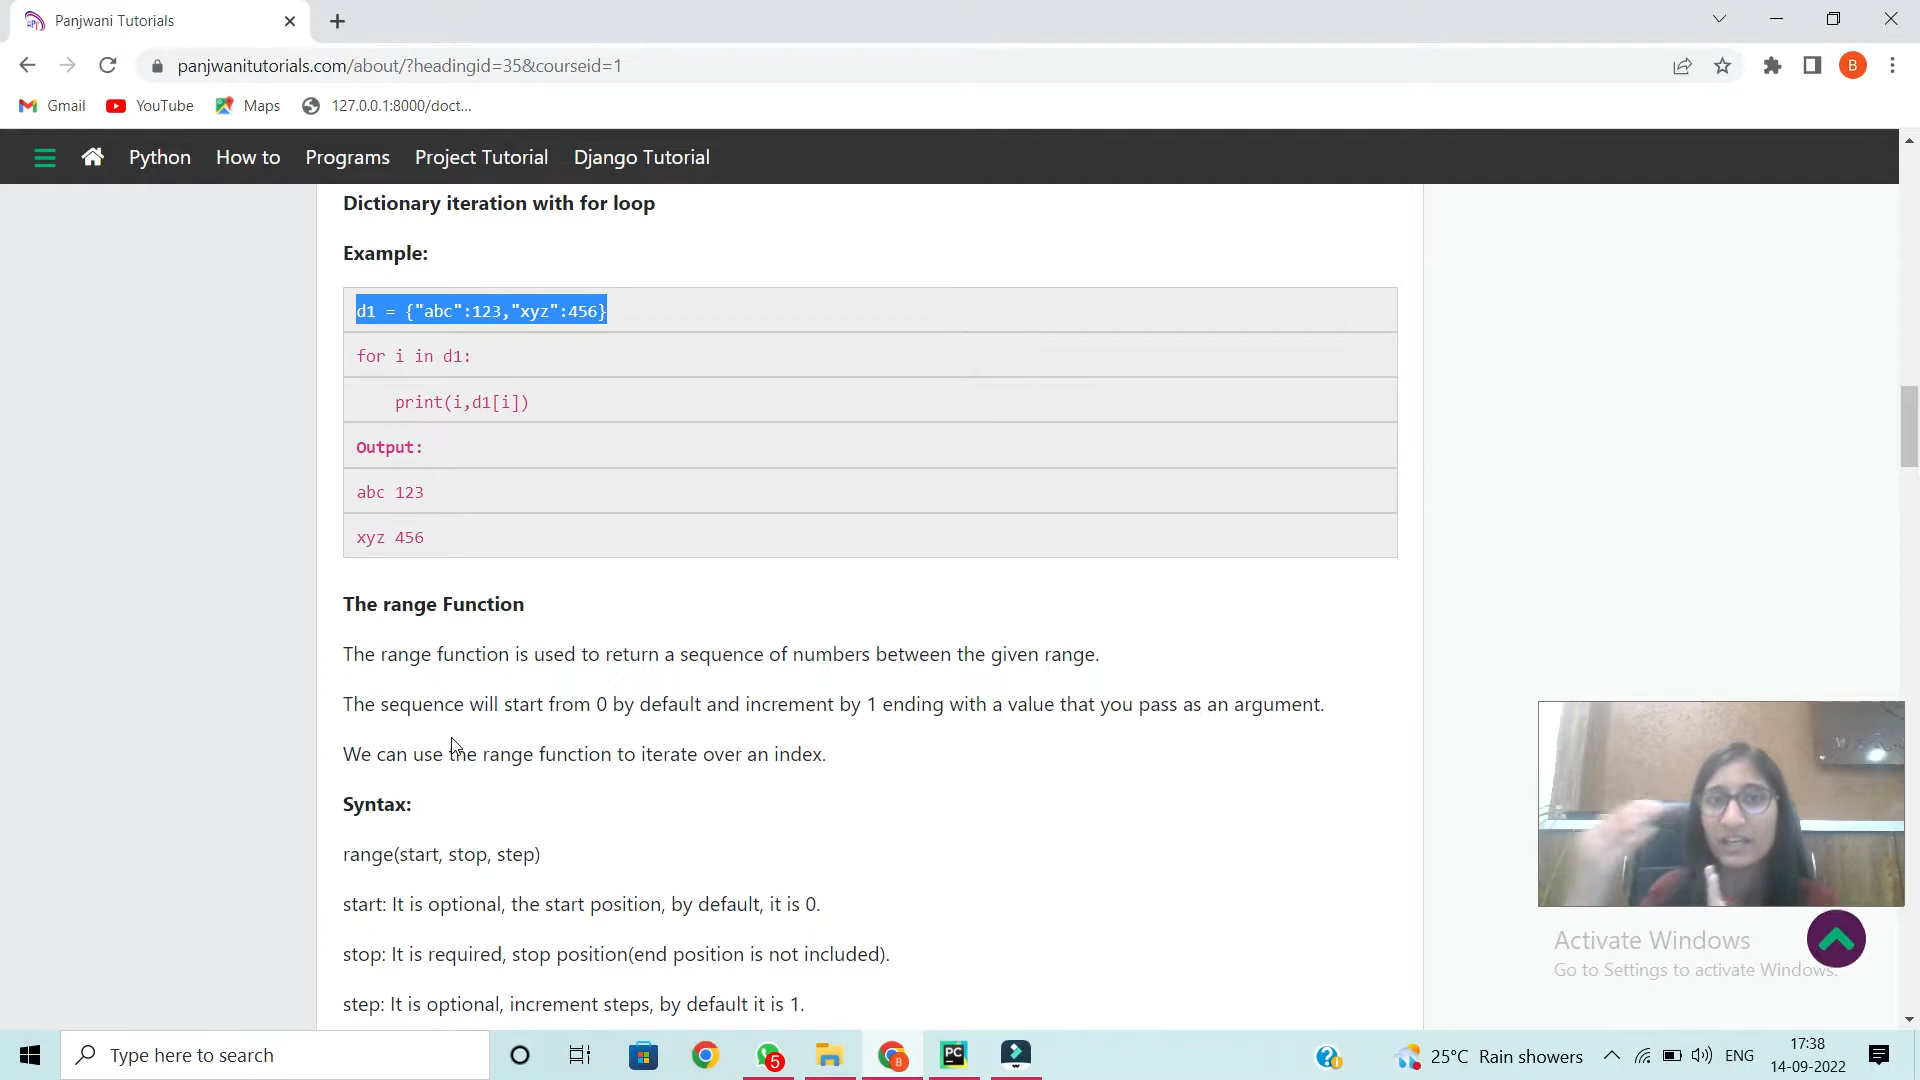 Panjwani Tutorials
panjwanitutorials.com/about/?headingid=35&courseid=1
B
Gmail YouTube Maps 127.0.0.1:8000/doct...
Python How to Programs Project Tutorial Django Tutorial
Dictionary iteration with for loop
Example:
d1 = {"abc":123,"xyz":456}
for i in d1:
print(i,d1[i])
Output:
abc 123
xyz 456
The range Function
The range function is used to return a sequence of numbers between the given range.
The sequence will start from 0 by default and increment by 1 ending with a value that you pass as an argument.
We can use the range function to iterate over an index.
Syntax:
range(start, stop, step)
start: It is optional, the start position, by default, it is 0.
stop: It is required, stop position(end position is not included).
step: It is optional, increment steps, by default it is 1.
Activate Windows
Go to Settings to activate Windows.
Type here to search
5
B
PC
25°C Rain showers
ENG
17:38
14-09-2022